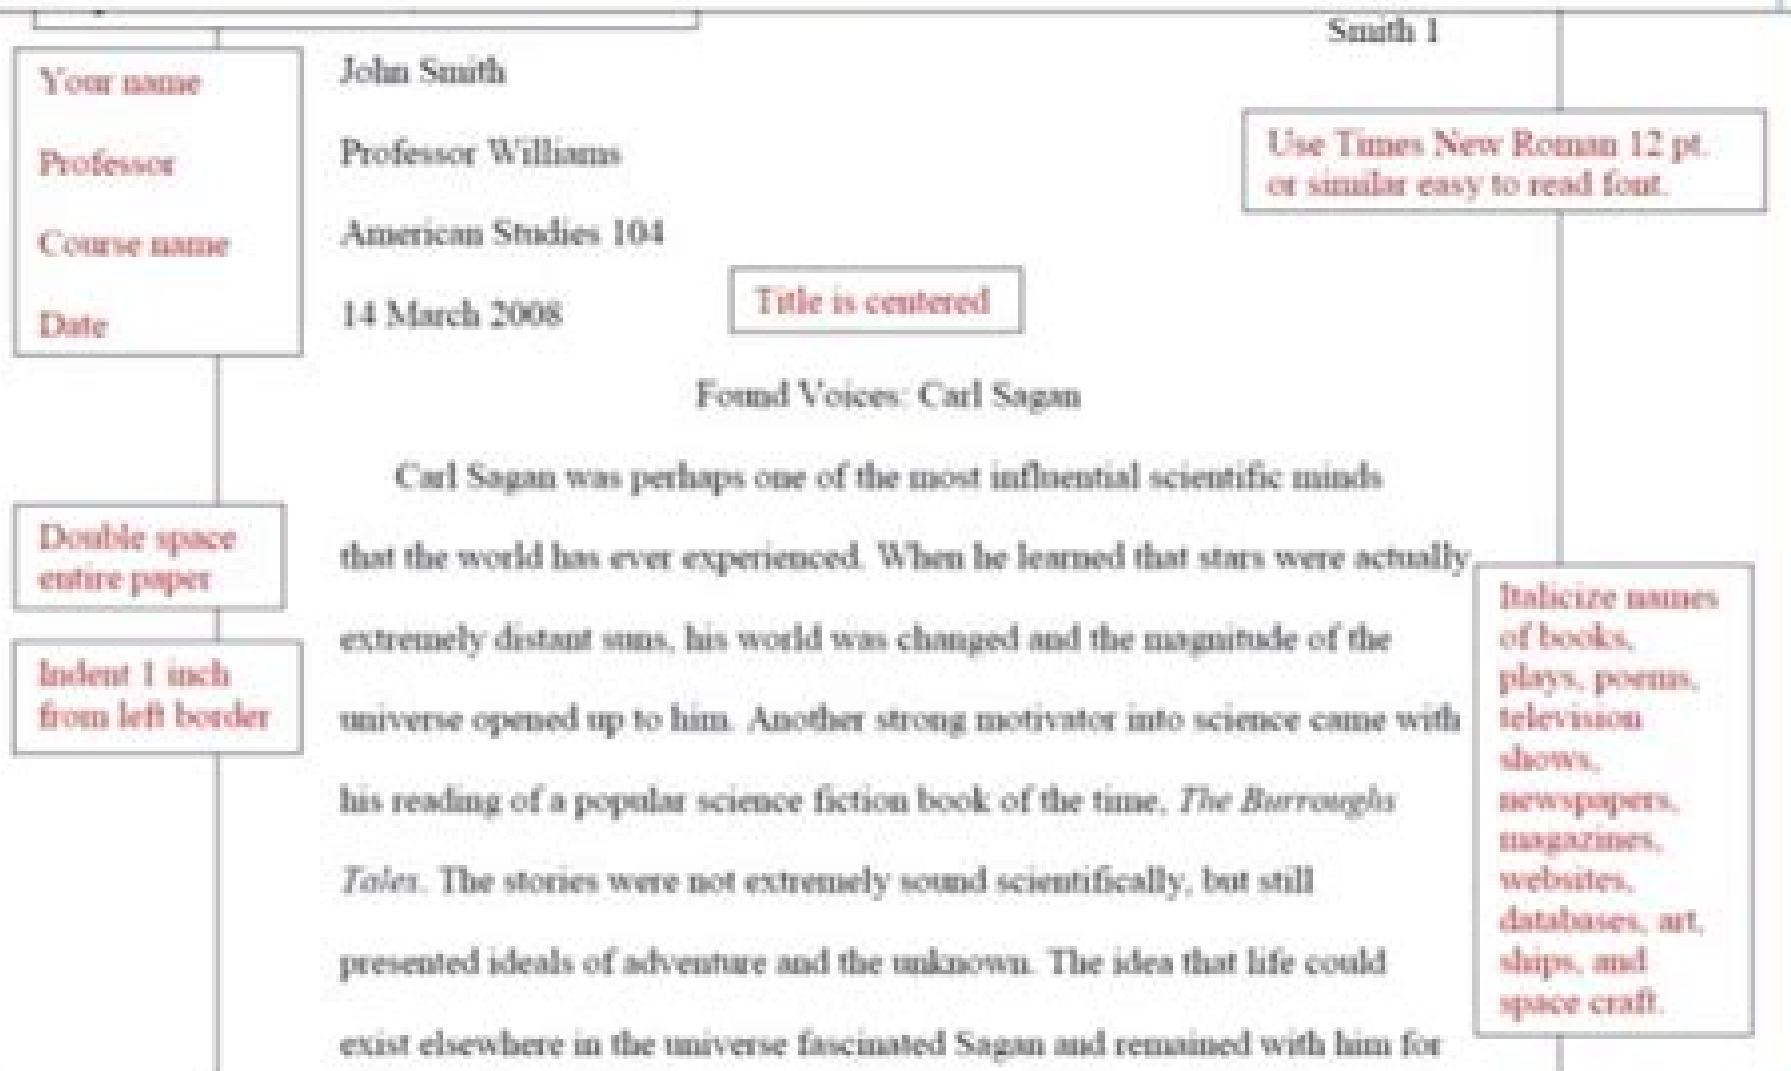 Smith 1
Your name
Professor
Course name
Date
John Smith
Professor Williams
American Studies 104
14 March 2008
Use Times New Roman 12 pt.
or similar easy to read font.
Title is centered
Found Voices: Carl Sagan
Carl Sagan was perhaps one of the most influential scientific minds
that the world has ever experienced. When he learned that stars were actually
extremely distant suns, his world was changed and the magnitude of the
universe opened up to him. Another strong motivator into science came with
his reading of a popular science fiction book of the time, The Burroughs
Tales. The stories were not extremely sound scientifically, but still
presented ideals of adventure and the unknown. The idea that life could
exist elsewhere in the universe fascinated Sagan and remained with him for
Double space
entire paper
Indent 1 inch
from left border
Italicize names
of books,
plays, poems,
television
shows,
newspapers,
magazines,
websites,
databases, art,
ships, and
space craft.